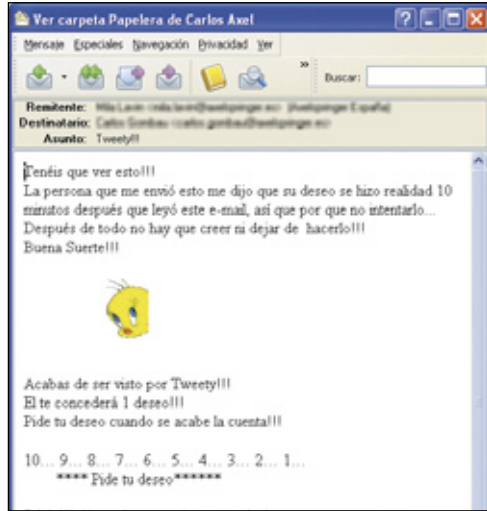 Ver carpeta Papelera de Carlos Axel
Mensaje Especiales Navegación Privacidad Ver
» Buscar:
Remitente:
Destinatario:
Asunto: Tweety!!
Tenéis que ver esto!!!
La persona que me envió esto me dijo que su deseo se hizo realidad 10
minutos después que leyó este e-mail, así que por que no intentarlo...
Después de todo no hay que creer ni dejar de hacerlo!!!
Buena Suerte!!!
Acabas de ser visto por Tweety!!!
El te concederá 1 deseo!!!
Pide tu deseo cuando se acabe la cuenta!!!
10... 9... 8... 7... 6... 5... 4... 3... 2... 1...
**** Pide tu deseo******